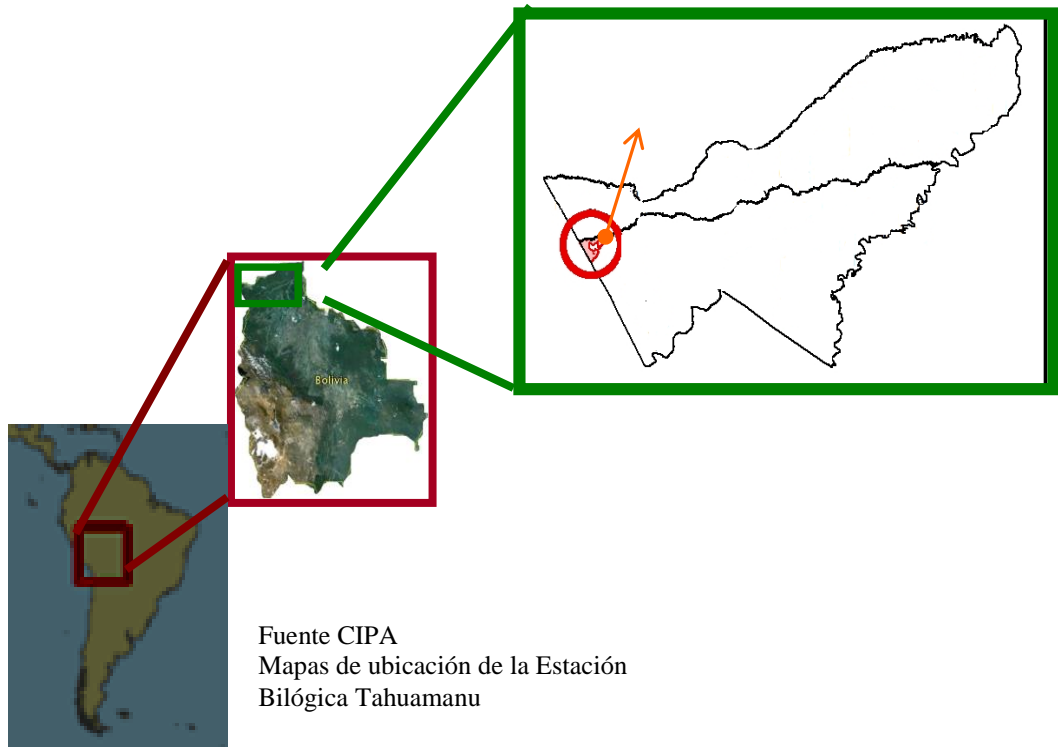 Bolivia
Fuente CIPA
Mapas de ubicación de la Estación
Bilógica Tahuamanu